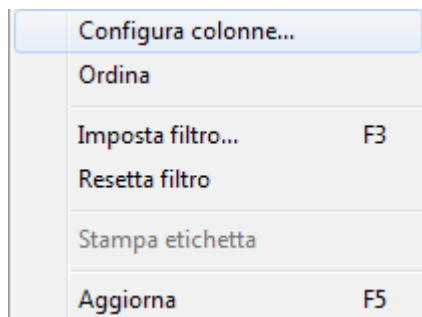 Configura colonne...
Ordina
Imposta filtro... F3
Resetta filtro
Stampa etichetta
Aggiorna F5